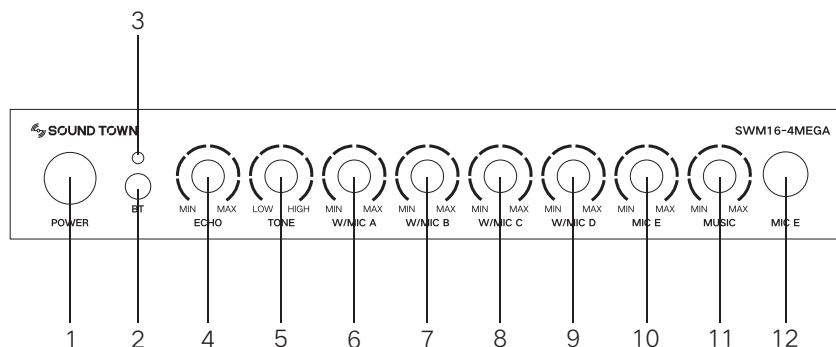 3
SOUND TOWN
SWM16-4MEGA
MIN MAX LOW HIGH MIN MAX MIN MAX MIN MAX MIN MAX MIN MAX MIN MAX
POWER BT ECHO TONE W/MIC A W/MIC B W/MIC C W/MIC D MIC E MUSIC MIC E
1 2 4 5 6 7 8 9 10 11 12